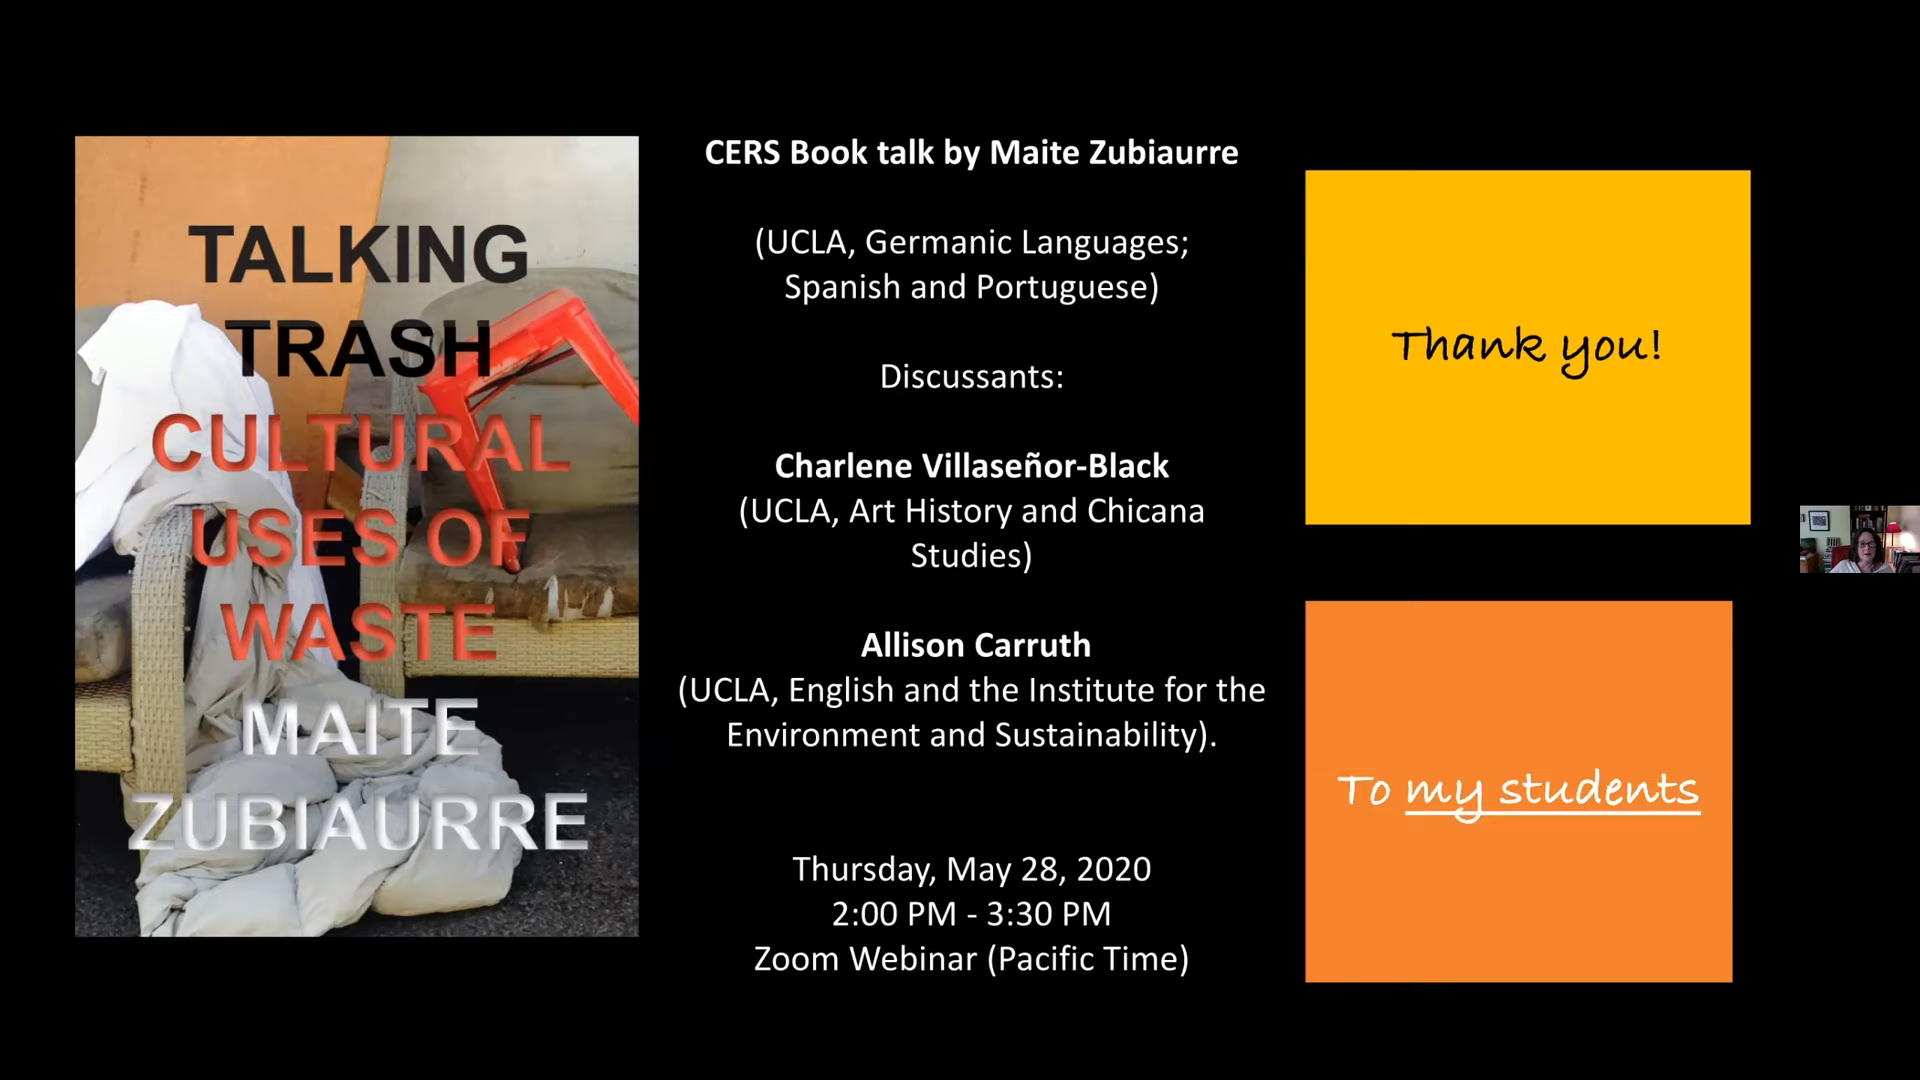 TALKING
TRASH
CULTURAL
USES OF
WASTE
MAITE
ZUBIAURRE
CERS Book talk by Maite Zubiaurre
(UCLA, Germanic Languages;
Spanish and Portuguese)
Discussants:
Charlene Villaseñor-Black
(UCLA, Art History and Chicana
Studies)
Allison Carruth
(UCLA, English and the Institute for the
Environment and Sustainability).
Thursday, May 28, 2020
2:00 PM - 3:30 PM
Zoom Webinar (Pacific Time)
Thank you!
To my students